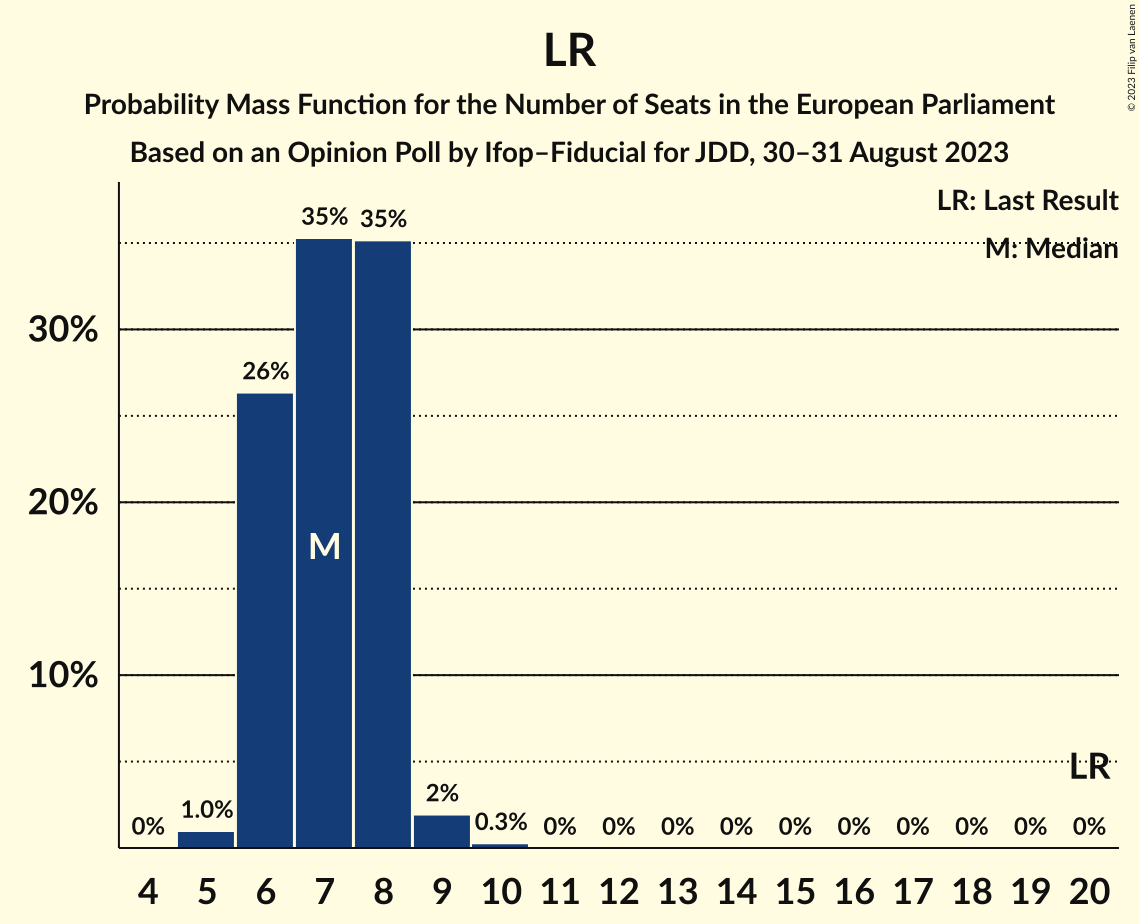 LR
Probability Mass Function for the Number of Seats in the European Parliament
Based on an Opinion Poll by Ifop–Fiducial for JDD, 30–31 August 2023
© 2023 Filip van Laenen
LR: Last Result
M: Median
35% 35%
30%
26%
20%
M
10%
LR
0% 1.0% 2% 0.3% 0% 0% 0% 0% 0% 0% 0% 0% 0% 0%
4 5 6 7 8 9 10 11 12 13 14 15 16 17 18 19 20